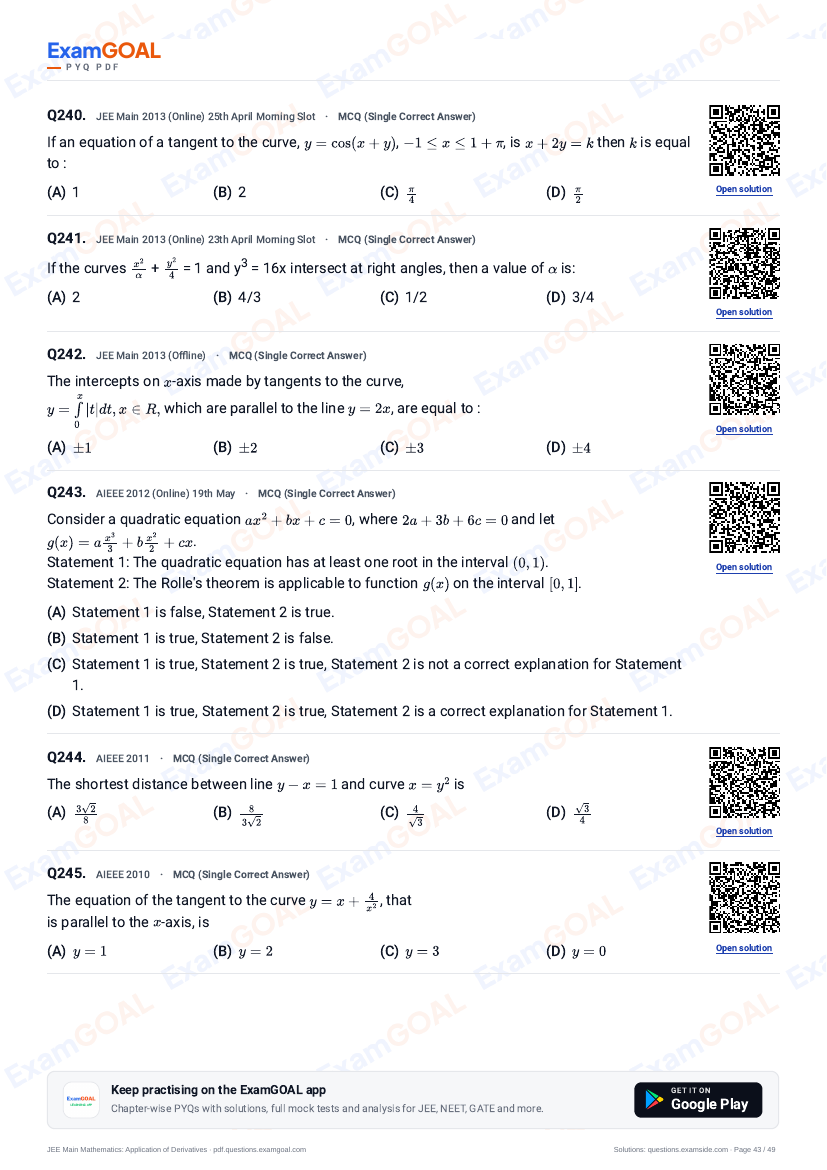 ExamGOAL
PYQ PDF
Q240. JEE Main 2013 (Online) 25th April Morning Slot · MCQ (Single Correct Answer)
If an equation of a tangent to the curve, y = cos(x + y), −1 ≤ x ≤ 1 + π, is x + 2y = k then k is equal
to :
(A) 1 (B) 2 (C) π/4 (D) π/2
Open solution
Q241. JEE Main 2013 (Online) 23th April Morning Slot · MCQ (Single Correct Answer)
If the curves x²/α + y²/4 = 1 and y³ = 16x intersect at right angles, then a value of α is:
(A) 2 (B) 4/3 (C) 1/2 (D) 3/4
Open solution
Q242. JEE Main 2013 (Offline) · MCQ (Single Correct Answer)
The intercepts on x-axis made by tangents to the curve,
y = ∫₀ˣ |t|dt, x ∈ R, which are parallel to the line y = 2x, are equal to :
(A) ±1 (B) ±2 (C) ±3 (D) ±4
Open solution
Q243. AIEEE 2012 (Online) 19th May · MCQ (Single Correct Answer)
Consider a quadratic equation ax² + bx + c = 0, where 2a + 3b + 6c = 0 and let
g(x) = a x³/3 + b x²/2 + cx.
Statement 1: The quadratic equation has at least one root in the interval (0, 1).
Statement 2: The Rolle's theorem is applicable to function g(x) on the interval [0, 1].
Open solution
(A) Statement 1 is false, Statement 2 is true.
(B) Statement 1 is true, Statement 2 is false.
(C) Statement 1 is true, Statement 2 is true, Statement 2 is not a correct explanation for Statement
1.
(D) Statement 1 is true, Statement 2 is true, Statement 2 is a correct explanation for Statement 1.
Q244. AIEEE 2011 · MCQ (Single Correct Answer)
The shortest distance between line y − x = 1 and curve x = y² is
(A) 3√2/8 (B) 8/3√2 (C) 4/√3 (D) √3/4
Open solution
Q245. AIEEE 2010 · MCQ (Single Correct Answer)
The equation of the tangent to the curve y = x + 4/x², that
is parallel to the x-axis, is
(A) y = 1 (B) y = 2 (C) y = 3 (D) y = 0
Open solution
ExamGOAL
Keep practising on the ExamGOAL app
Chapter-wise PYQs with solutions, full mock tests and analysis for JEE, NEET, GATE and more.
GET IT ON
Google Play
JEE Main Mathematics: Application of Derivatives · pdf.questions.examgoal.com
Solutions: questions.examside.com · Page 43 / 49